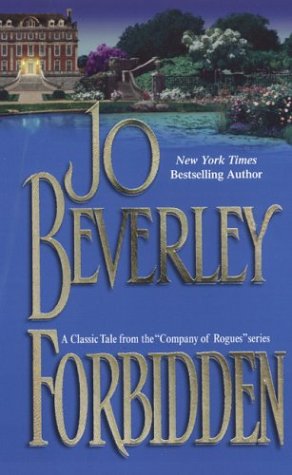 JO
New York Times
Bestselling Author
BEVERLEY
A Classic Tale from the "Company of Rogues" series
FORBIDDEN